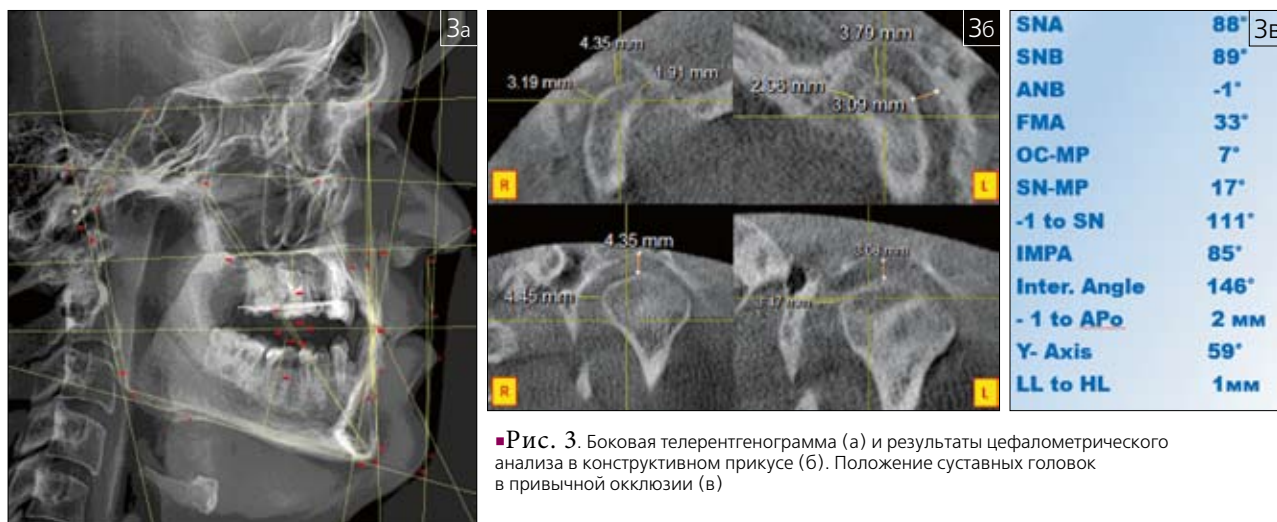 3а
3б
4.35 mm
3.19 mm
1.91 mm
3.79 mm
3.09 mm
R
L
4.35 mm
4.45 mm
R
L
3в
SNA 88°
SNB 89°
ANB -1°
FMA 33°
OC-MP 7°
SN-MP 17°
-1 to SN 111°
IMPA 85°
Inter. Angle 146°
- 1 to APo 2 мм
Y- Axis 59°
LL to HL 1мм
▪Рис. 3. Боковая телерентгенограмма (а) и результаты цефалометрического
анализа в конструктивном прикусе (б). Положение суставных головок
в привычной окклюзии (в)